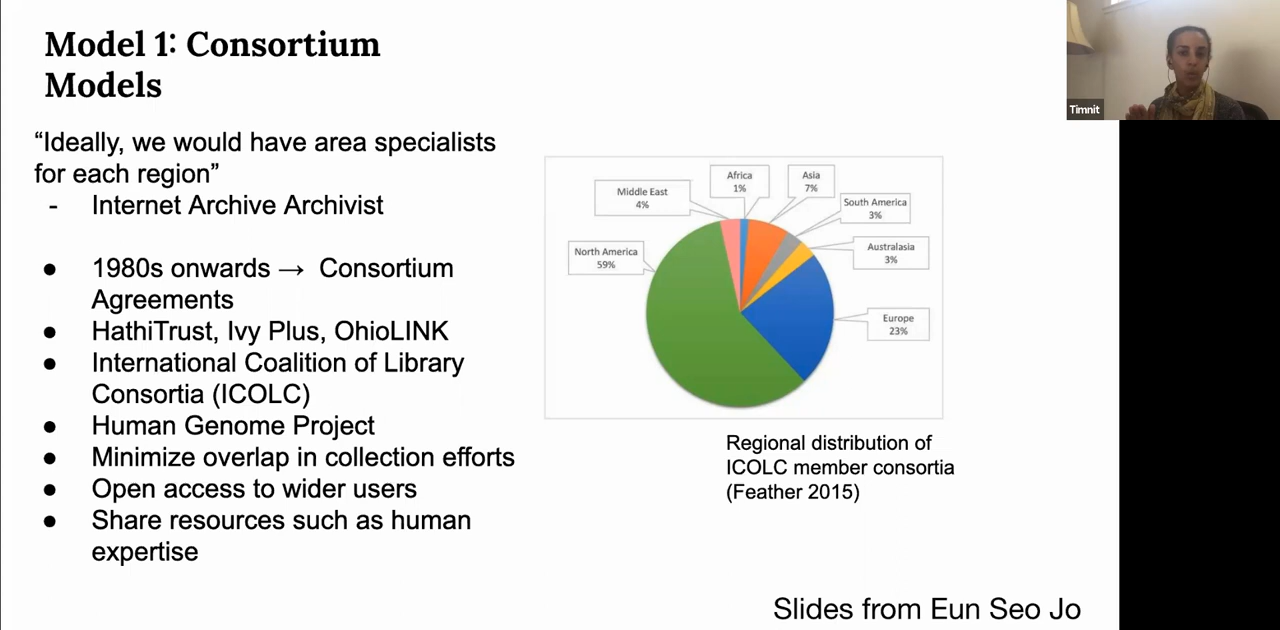 Model 1: Consortium
Models
“Ideally, we would have area specialists
for each region”
- Internet Archive Archivist
● 1980s onwards → Consortium
Agreements
● HathiTrust, Ivy Plus, OhioLINK
● International Coalition of Library
Consortia (ICOLC)
● Human Genome Project
● Minimize overlap in collection efforts
● Open access to wider users
● Share resources such as human
expertise
Middle East
4%
Africa
1%
Asia
7%
South America
3%
Australasia
3%
North America
59%
Europe
23%
Regional distribution of
ICOLC member consortia
(Feather 2015)
Slides from Eun Seo Jo
Timnit